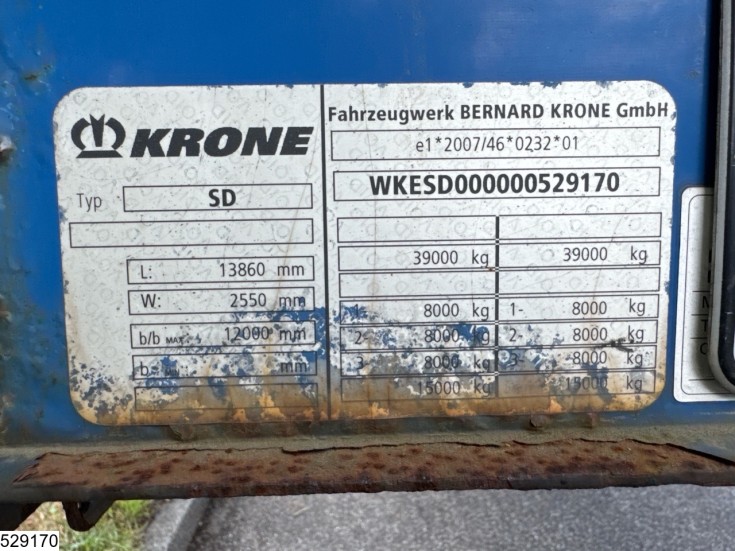 KRONE
Typ SD
L: 13860 mm
W: 2550 mm
b/b MAX. 12000 mm
b mm
Fahrzeugwerk BERNARD KRONE GmbH
e1*2007/46*0232*01
WKESD000000529170
39000 kg 39000 kg
1- 8000 kg 1- 8000 kg
2- 8000 kg 2- 8000 kg
3 8000 kg 3- 8000 kg
15000 kg 15000 kg
529170